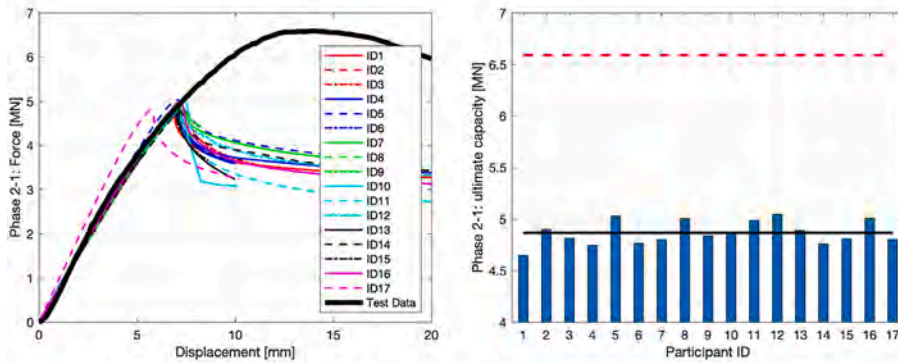 7
6
5
4
3
2
1
0
Phase 2-1: Force [MN]
0 5 10 15 20
Displacement [mm]
ID1
ID2
ID3
ID4
ID5
ID6
ID7
ID8
ID9
ID10
ID11
ID12
ID13
ID14
ID15
ID16
ID17
Test Data
7
6.5
6
5.5
5
4.5
4
Phase 2-1: ultimate capacity [MN]
1 2 3 4 5 6 7 8 9 10 11 12 13 14 15 16 17
Participant ID